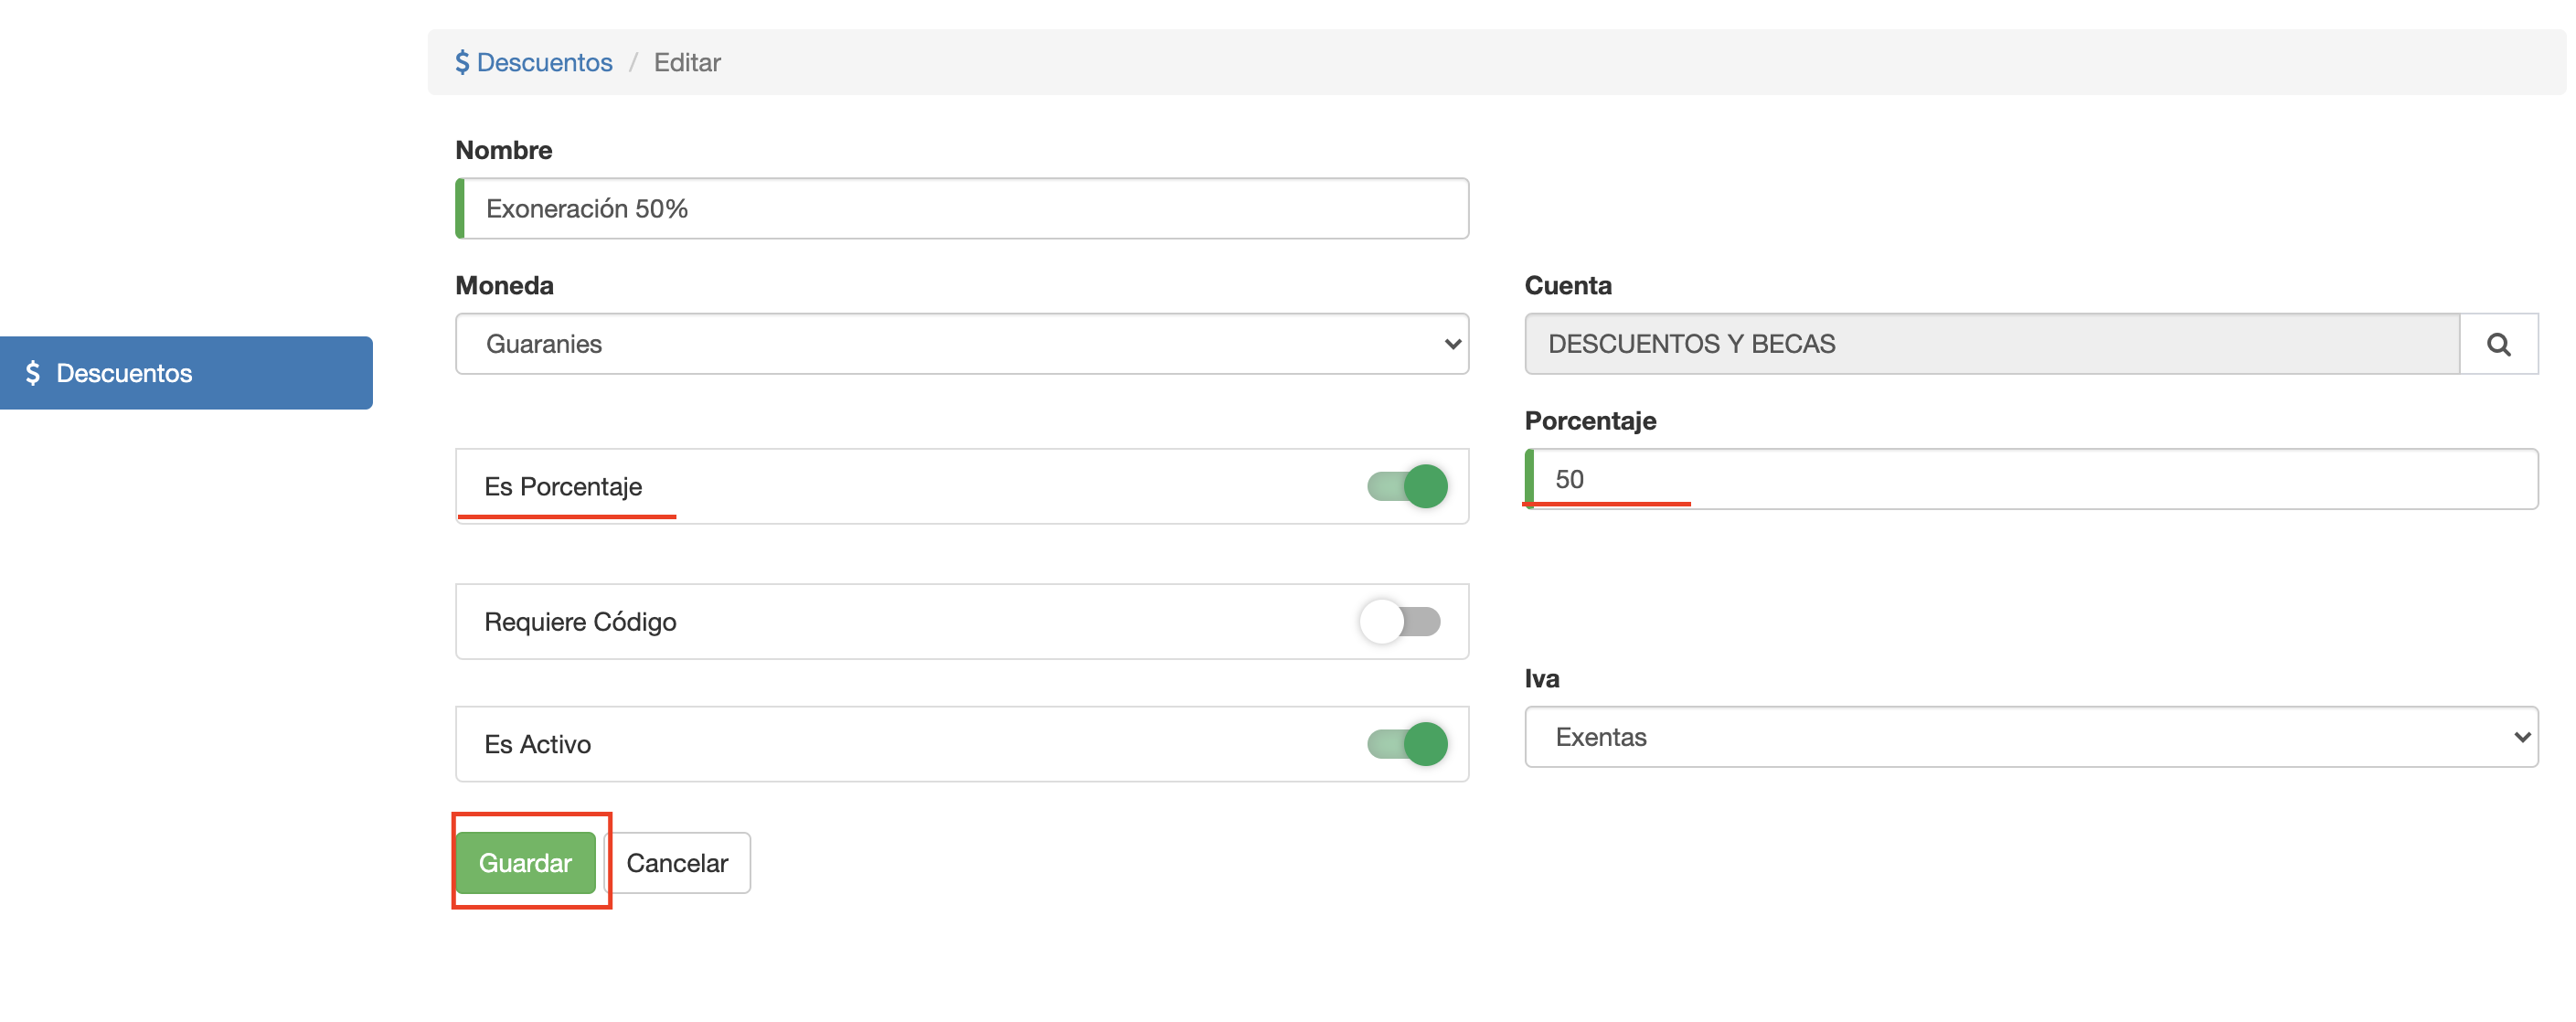 $ Descuentos / Editar
Nombre
Exoneración 50%
Moneda
Cuenta
Guaranies
DESCUENTOS Y BECAS
$ Descuentos
Porcentaje
Es Porcentaje
50
Requiere Código
Iva
Es Activo
Exentas
Guardar
Cancelar